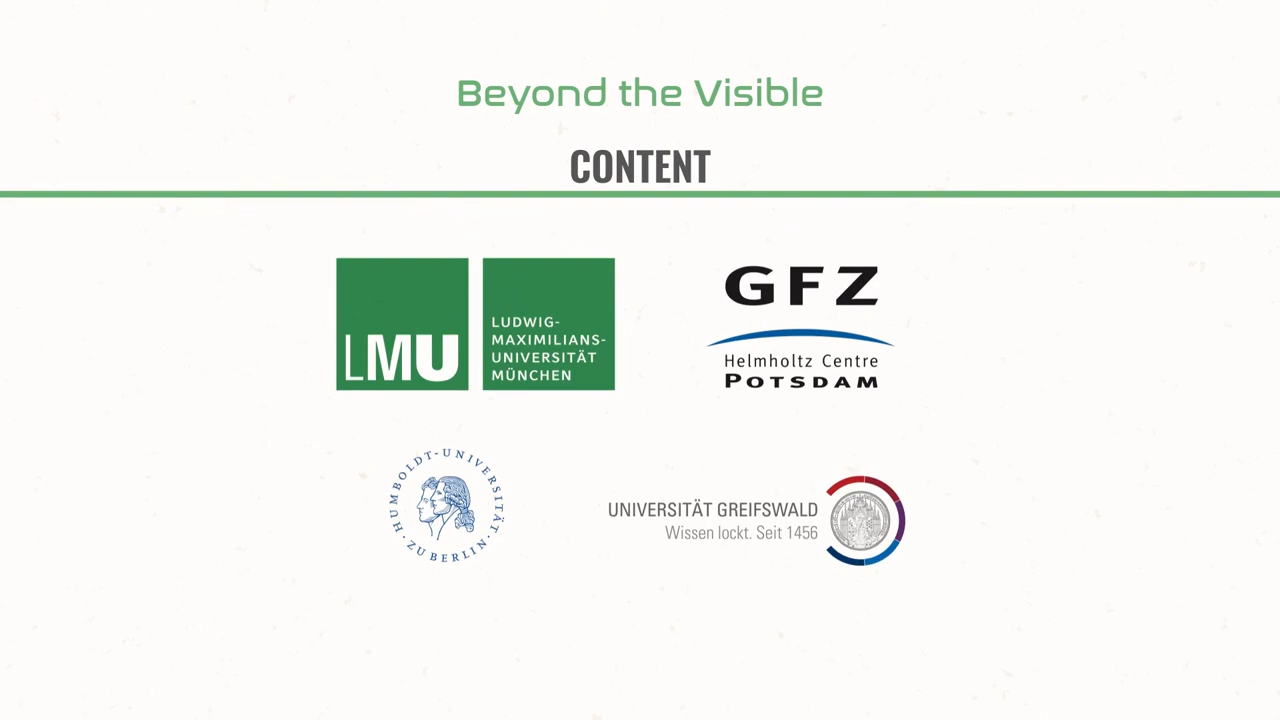 Beyond the Visible
CONTENT
LMU
LUDWIG-
MAXIMILIANS-
UNIVERSITÄT
MÜNCHEN
GFZ
Helmholtz Centre
POTSDAM
HUMBOLDT-UNIVERSITÄT · ZU BERLIN ·
UNIVERSITÄT GREIFSWALD
Wissen lockt. Seit 1456